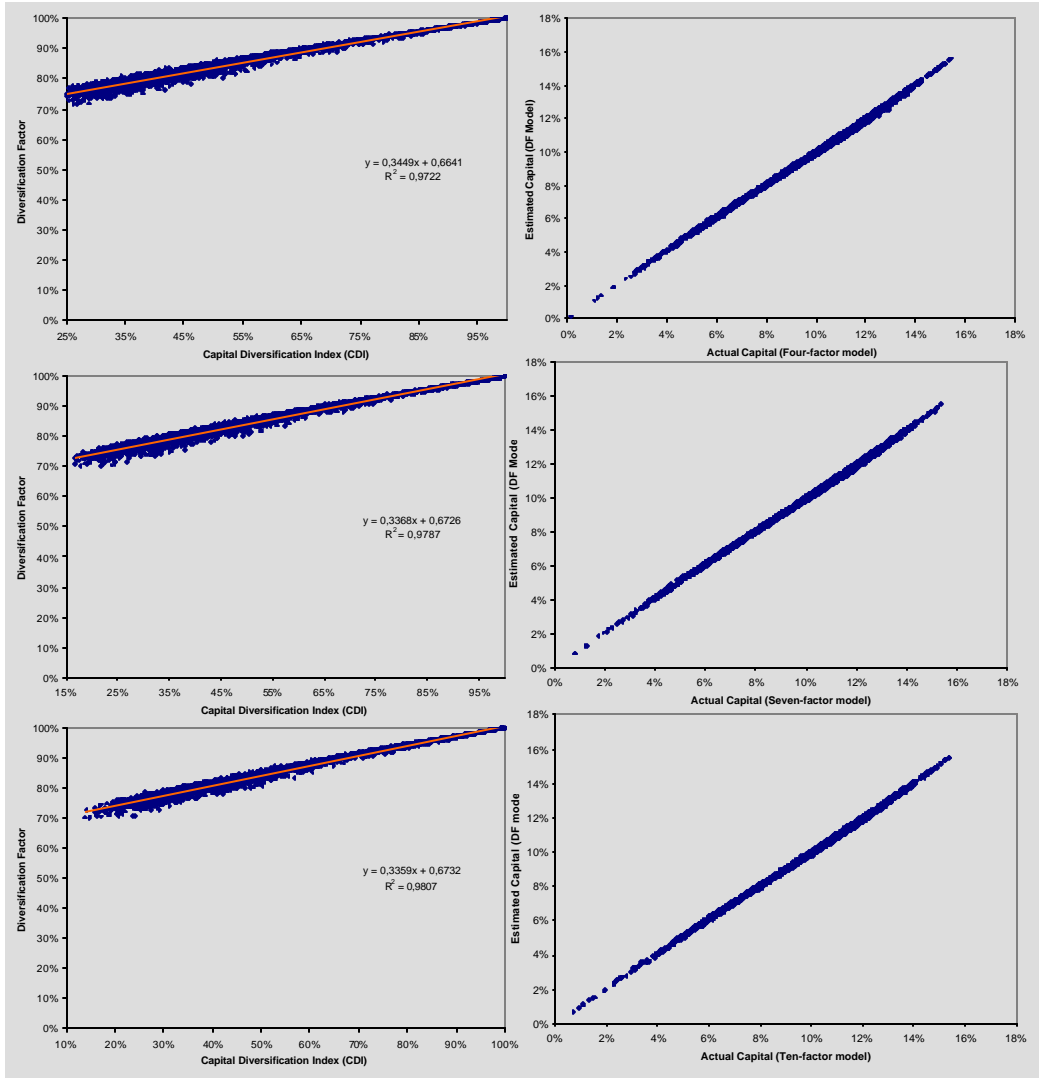 100%
90%
80%
70%
60%
50%
40%
30%
20%
10%
0%
Diversification Factor
y = 0,3449x + 0,6641
R² = 0,9722
25% 35% 45% 55% 65% 75% 85% 95%
Capital Diversification Index (CDI)
18%
16%
14%
12%
10%
8%
6%
4%
2%
0%
Estimated Capital (DF Model)
0% 2% 4% 6% 8% 10% 12% 14% 16% 18%
Actual Capital (Four-factor model)
100%
90%
80%
70%
60%
50%
40%
30%
20%
10%
0%
Diversification Factor
y = 0,3368x + 0,6726
R² = 0,9787
15% 25% 35% 45% 55% 65% 75% 85% 95%
Capital Diversification Index (CDI)
18%
16%
14%
12%
10%
8%
6%
4%
2%
0%
Estimated Capital (DF Mode
0% 2% 4% 6% 8% 10% 12% 14% 16% 18%
Actual Capital (Seven-factor model)
100%
90%
80%
70%
60%
50%
40%
30%
20%
10%
0%
Diversification Factor
y = 0,3359x + 0,6732
R² = 0,9807
10% 20% 30% 40% 50% 60% 70% 80% 90% 100%
Capital Diversification Index (CDI)
18%
16%
14%
12%
10%
8%
6%
4%
2%
0%
Estimated Capital (DF mode
0% 2% 4% 6% 8% 10% 12% 14% 16% 18%
Actual Capital (Ten-factor model)